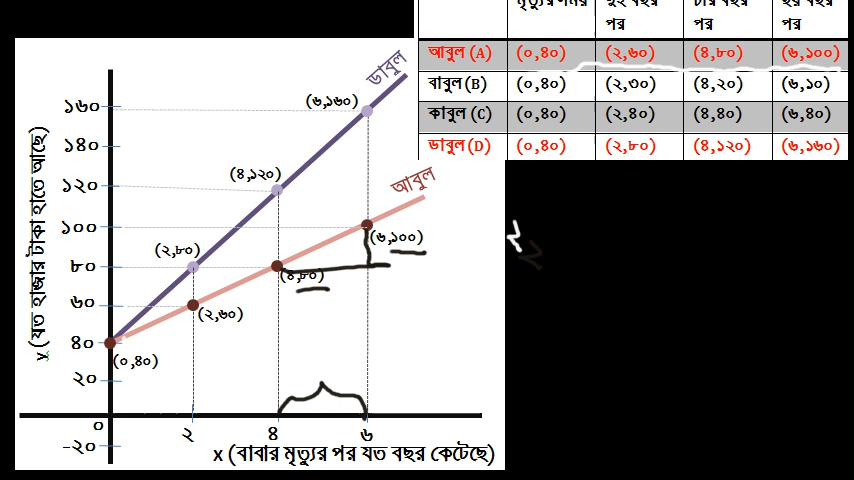 মৃত্যুর সময় দুই বছর পর চার বছর পর ছয় বছর পর
আবুল (A) (০,৪০) (২,৬০) (৪,৮০) (৬,১০০)
বাবুল (B) (০,৪০) (২,৩০) (৪,২০) (৬,১০)
কাবুল (C) (০,৪০) (২,৪০) (৪,৪০) (৬,৪০)
ডাবুল (D) (০,৪০) (২,৮০) (৪,১২০) (৬,১৬০)
ডাবুল
(৬,১৬০)
১৬০
১৪০
(৪,১২০)
১২০
আবুল
১০০
(৬,১০০)
(২,৮০)
৮০
(৪,৮০)
৬০
(২,৬০)
৪০
(০,৪০)
২০
০
২ ৪ ৬
-২০
y (যত হাজার টাকা হাতে আছে)
x (বাবার মৃত্যুর পর যত বছর কেটেছে)